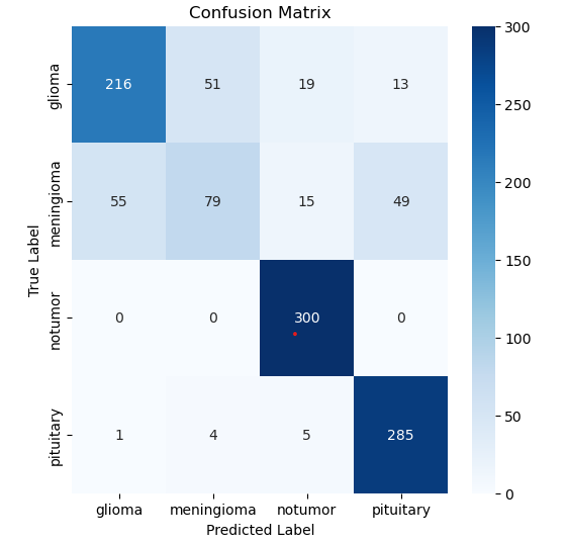 Confusion Matrix
True Label
glioma
216 51 19 13
meningioma
55 79 15 49
notumor
0 0 300 0
pituitary
1 4 5 285
glioma meningioma notumor pituitary
Predicted Label
300
250
200
150
100
50
0